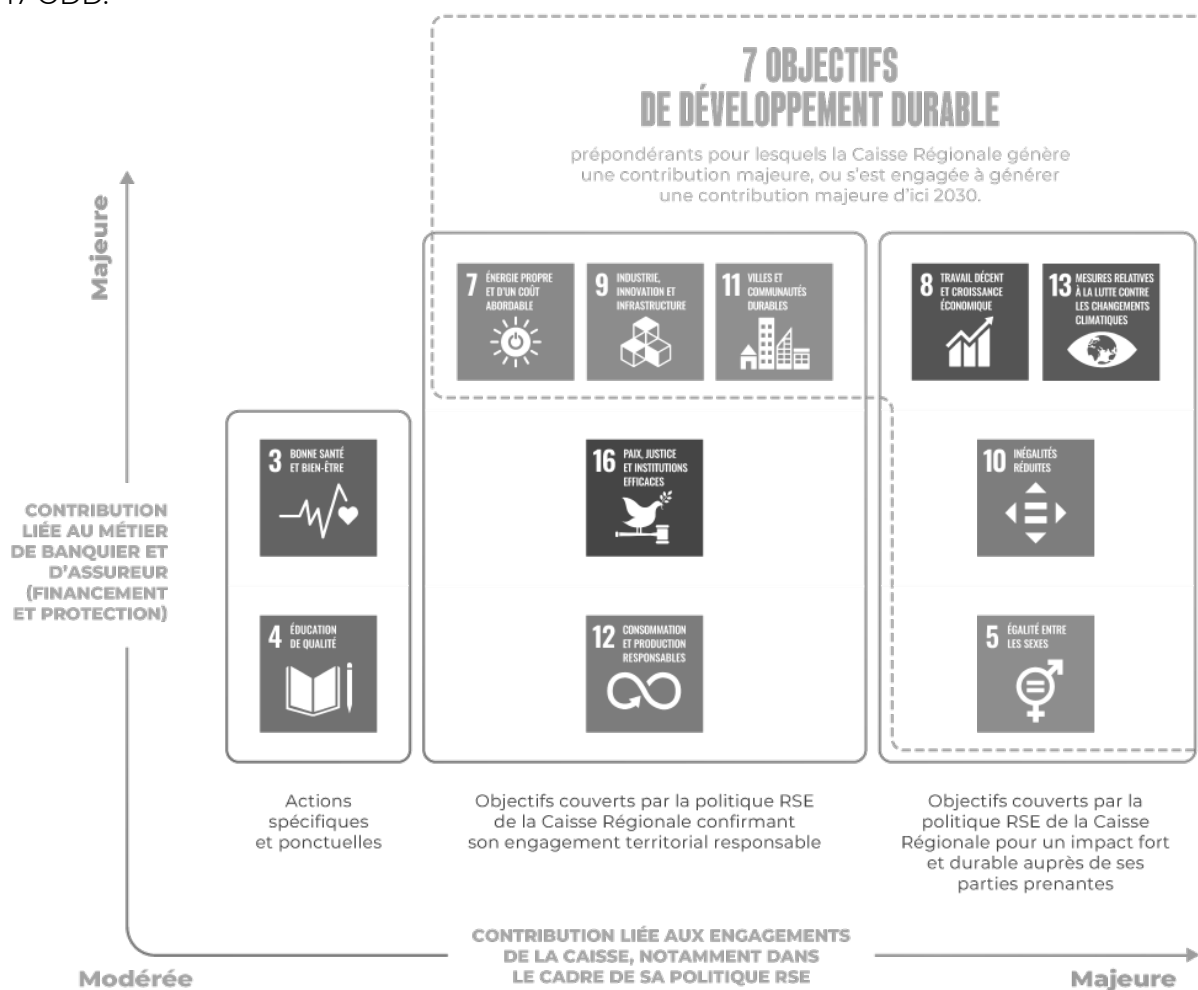 17 ODD.
7 OBJECTIFS
DE DÉVELOPPEMENT DURABLE
prépondérants pour lesquels la Caisse Régionale génère
une contribution majeure, ou s'est engagée à générer
une contribution majeure d'ici 2030.
Majeure
7 ÉNERGIE PROPRE
ET D'UN COÛT
ABORDABLE
9 INDUSTRIE,
INNOVATION ET
INFRASTRUCTURE
11 VILLES ET
COMMUNAUTÉS
DURABLES
8 TRAVAIL DÉCENT
ET CROISSANCE
ÉCONOMIQUE
13 MESURES RELATIVES
À LA LUTTE CONTRE
LES CHANGEMENTS
CLIMATIQUES
3 BONNE SANTÉ
ET BIEN-ÊTRE
16 PAIX, JUSTICE
ET INSTITUTIONS
EFFICACES
10 INÉGALITÉS
RÉDUITES
CONTRIBUTION
LIÉE AU MÉTIER
DE BANQUIER ET
D'ASSUREUR
(FINANCEMENT
ET PROTECTION)
4 ÉDUCATION
DE QUALITÉ
12 CONSOMMATION
ET PRODUCTION
RESPONSABLES
5 ÉGALITÉ ENTRE
LES SEXES
Actions
spécifiques
et ponctuelles
Objectifs couverts par la politique RSE
de la Caisse Régionale confirmant
son engagement territorial responsable
Objectifs couverts par la
politique RSE de la Caisse
Régionale pour un impact fort
et durable auprès de ses
parties prenantes
CONTRIBUTION LIÉE AUX ENGAGEMENTS
DE LA CAISSE, NOTAMMENT DANS
LE CADRE DE SA POLITIQUE RSE
Modérée
Majeure